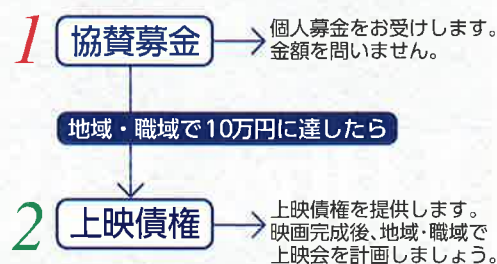 1 協賛募金
個人募金をお受けします。
金額を問いません。
地域・職域で10万円に達したら
2 上映債権
上映債権を提供します。
映画完成後、地域・職域で
上映会を計画しましょう。